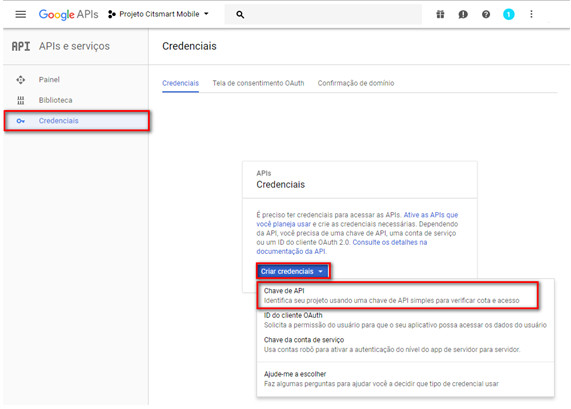 Google APIs
Projeto Citsmart Mobile
1
API APIs e serviços
Credenciais
Painel
Biblioteca
Credenciais
Credenciais Tela de consentimento OAuth Confirmação de domínio
APIs
Credenciais
É preciso ter credenciais para acessar as APIs. Ative as APIs que
você planeja usar e crie as credenciais necessárias. Dependendo
da API, você precisa de uma chave de API, uma conta de serviço
ou um ID do cliente OAuth 2.0. Consulte os detalhes na
documentação da API.
Criar credenciais
Chave de API
Identifica seu projeto usando uma chave de API simples para verificar cota e acesso
ID do cliente OAuth
Solicita a permissão do usuário para que o seu aplicativo possa acessar os dados do usuário
Chave da conta de serviço
Usa contas robô para ativar a autenticação do nível do app de servidor para servidor.
Ajude-me a escolher
Faz algumas perguntas para ajudar você a decidir que tipo de credencial usar